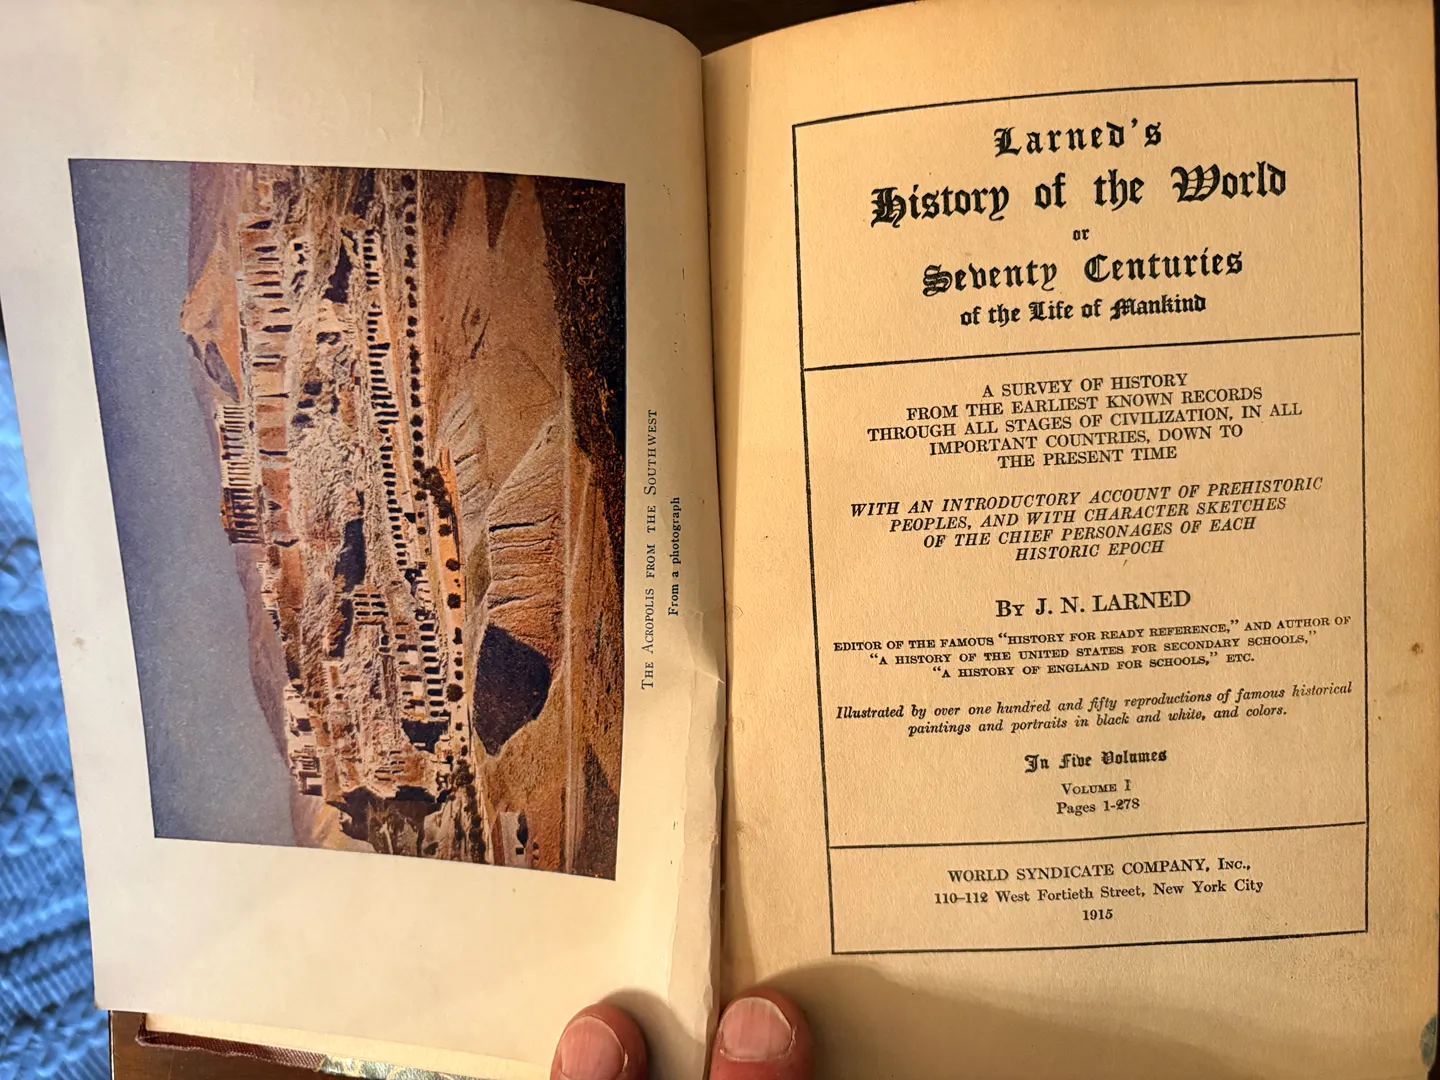 THE ACROPOLIS FROM THE SOUTHWEST
From a photograph
Larned's
History of the World
or
Seventy Centuries
of the Life of Mankind
A SURVEY OF HISTORY
FROM THE EARLIEST KNOWN RECORDS
THROUGH ALL STAGES OF CIVILIZATION, IN ALL
IMPORTANT COUNTRIES, DOWN TO
THE PRESENT TIME
WITH AN INTRODUCTORY ACCOUNT OF PREHISTORIC
PEOPLES, AND WITH CHARACTER SKETCHES
OF THE CHIEF PERSONAGES OF EACH
HISTORIC EPOCH
BY J. N. LARNED
EDITOR OF THE FAMOUS "HISTORY FOR READY REFERENCE," AND AUTHOR OF
"A HISTORY OF THE UNITED STATES FOR SECONDARY SCHOOLS,"
"A HISTORY OF ENGLAND FOR SCHOOLS," ETC.
Illustrated by over one hundred and fifty reproductions of famous historical
paintings and portraits in black and white, and colors.
In Five Volumes
VOLUME I
Pages 1-278
WORLD SYNDICATE COMPANY, INC.,
110–112 West Fortieth Street, New York City
1915